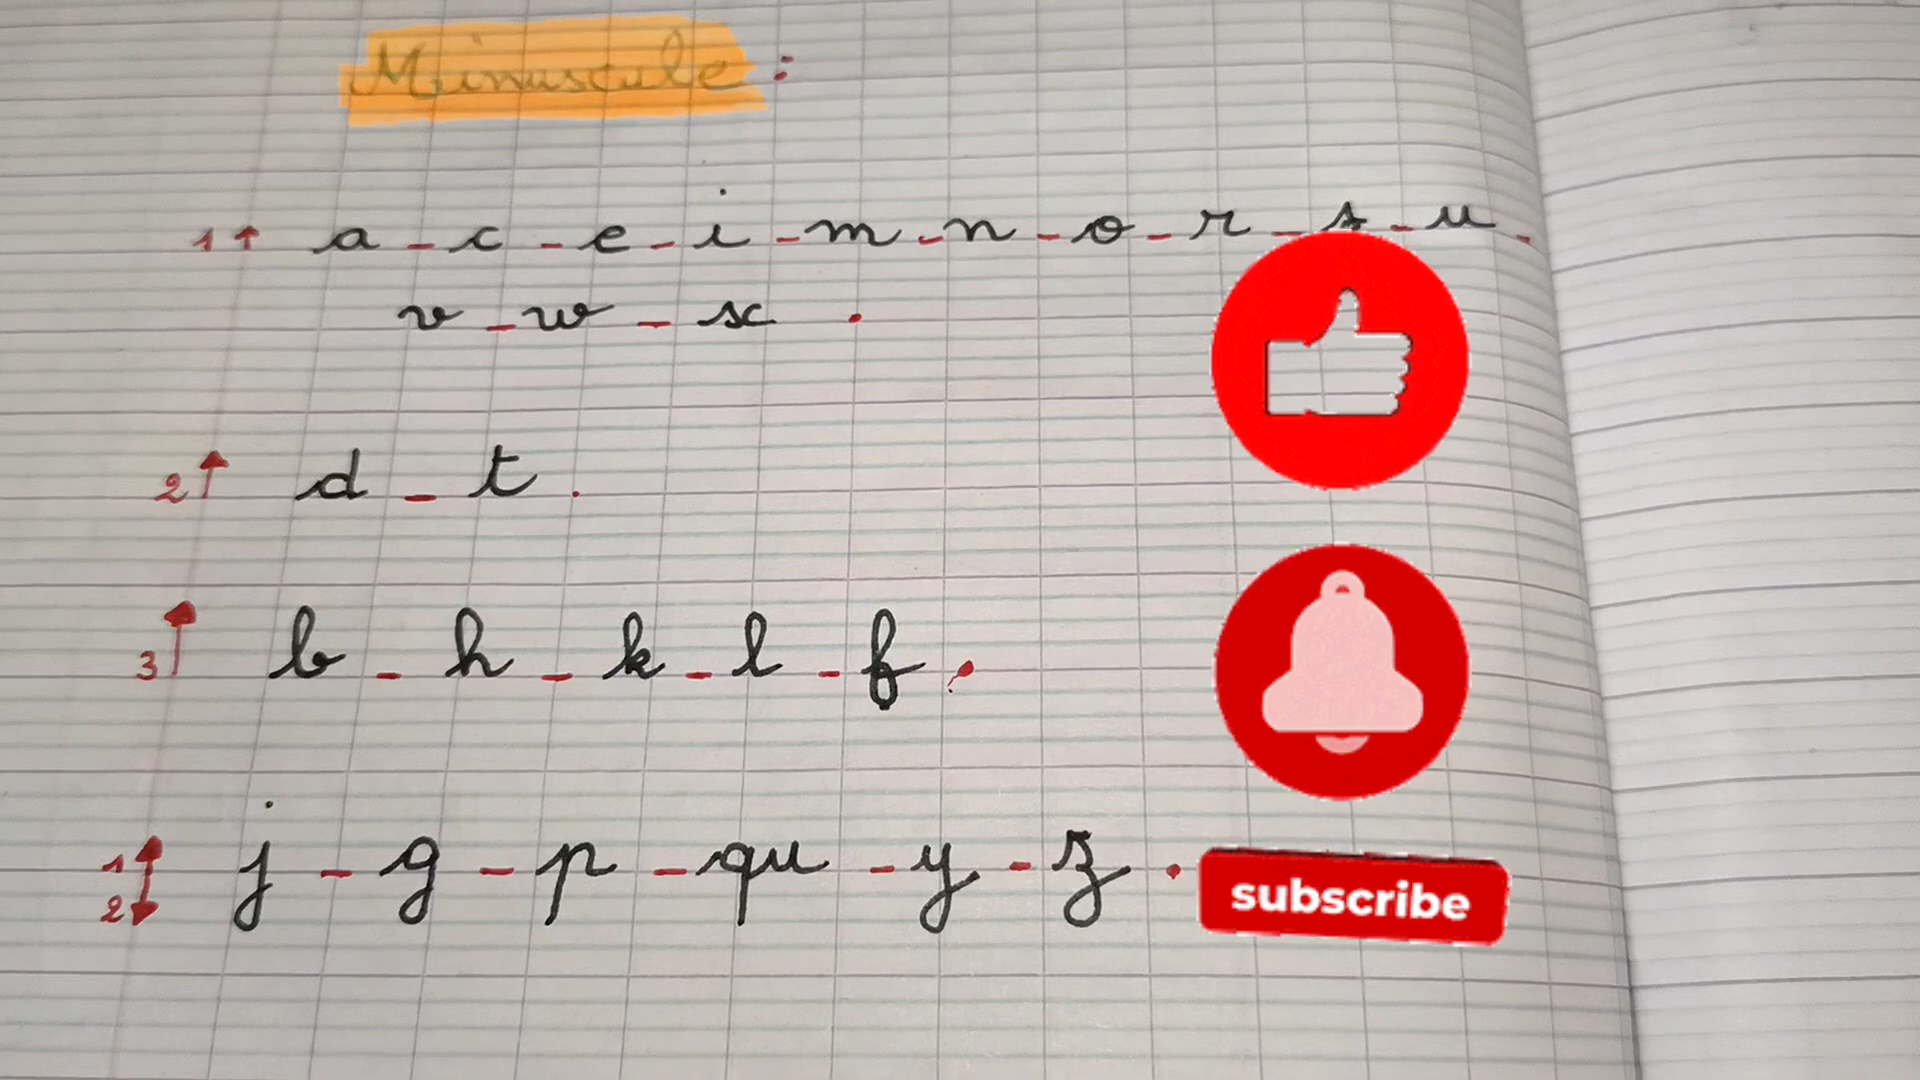 Minuscule :
1↑ a - c - e - i - m - n - o - r - s - u -
v - w - x .
2↑ d - t .
3↑ b - h - k - l - f .
1
2 j - g - p - qu - y - z .
subscribe